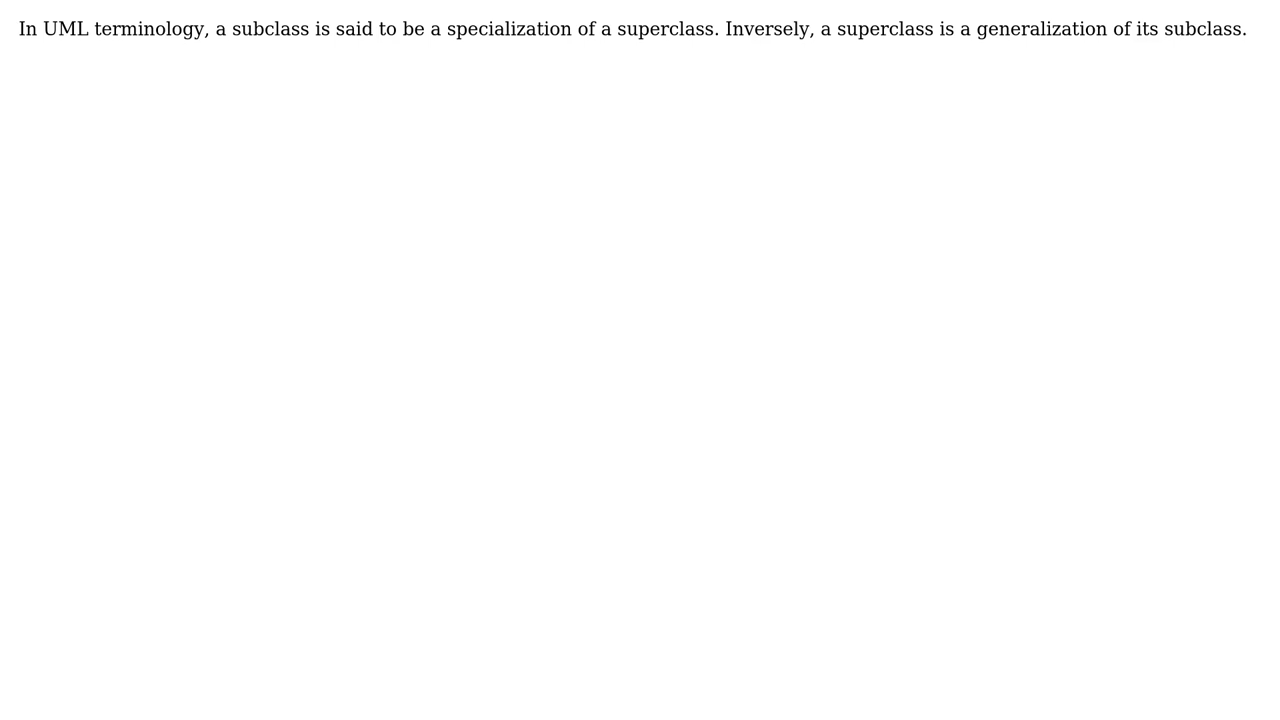 In UML terminology, a subclass is said to be a specialization of a superclass. Inversely, a superclass is a generalization of its subclass.